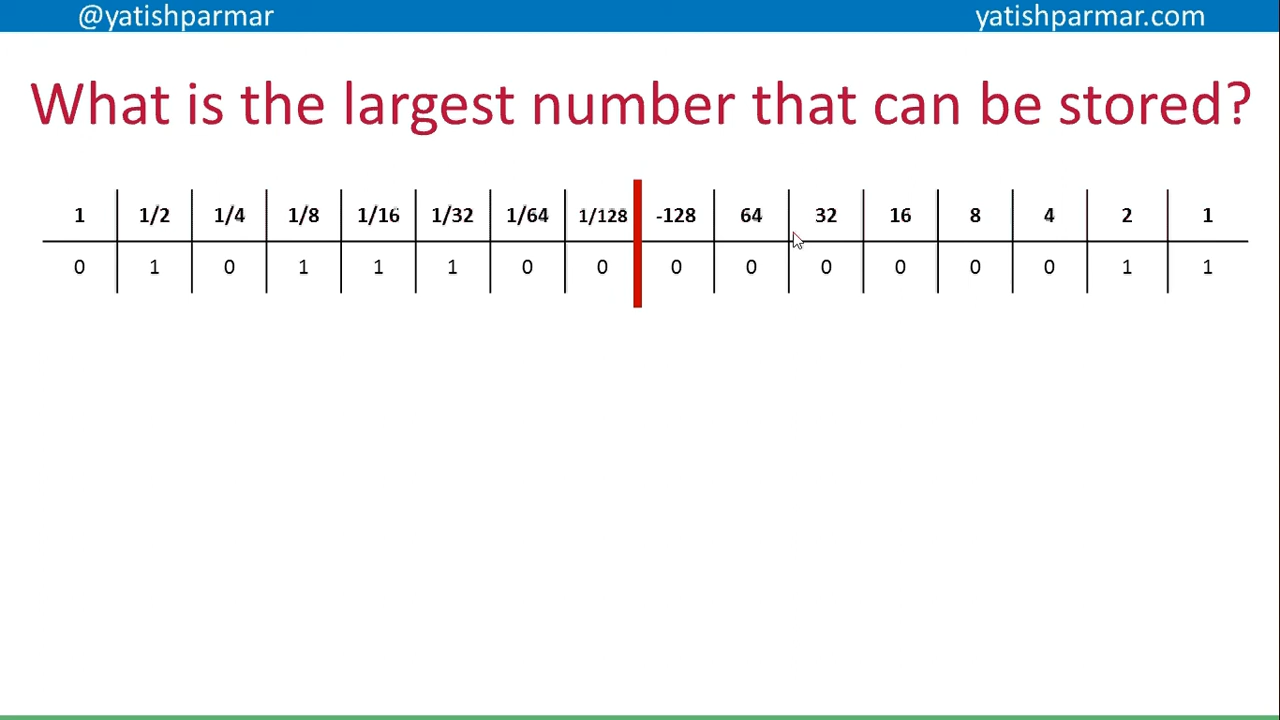 @yatishparmar yatishparmar.com
What is the largest number that can be stored?
1 1/2 1/4 1/8 1/16 1/32 1/64 1/128 -128 64 32 16 8 4 2 1
0 1 0 1 1 1 0 0 0 0 0 0 0 0 1 1